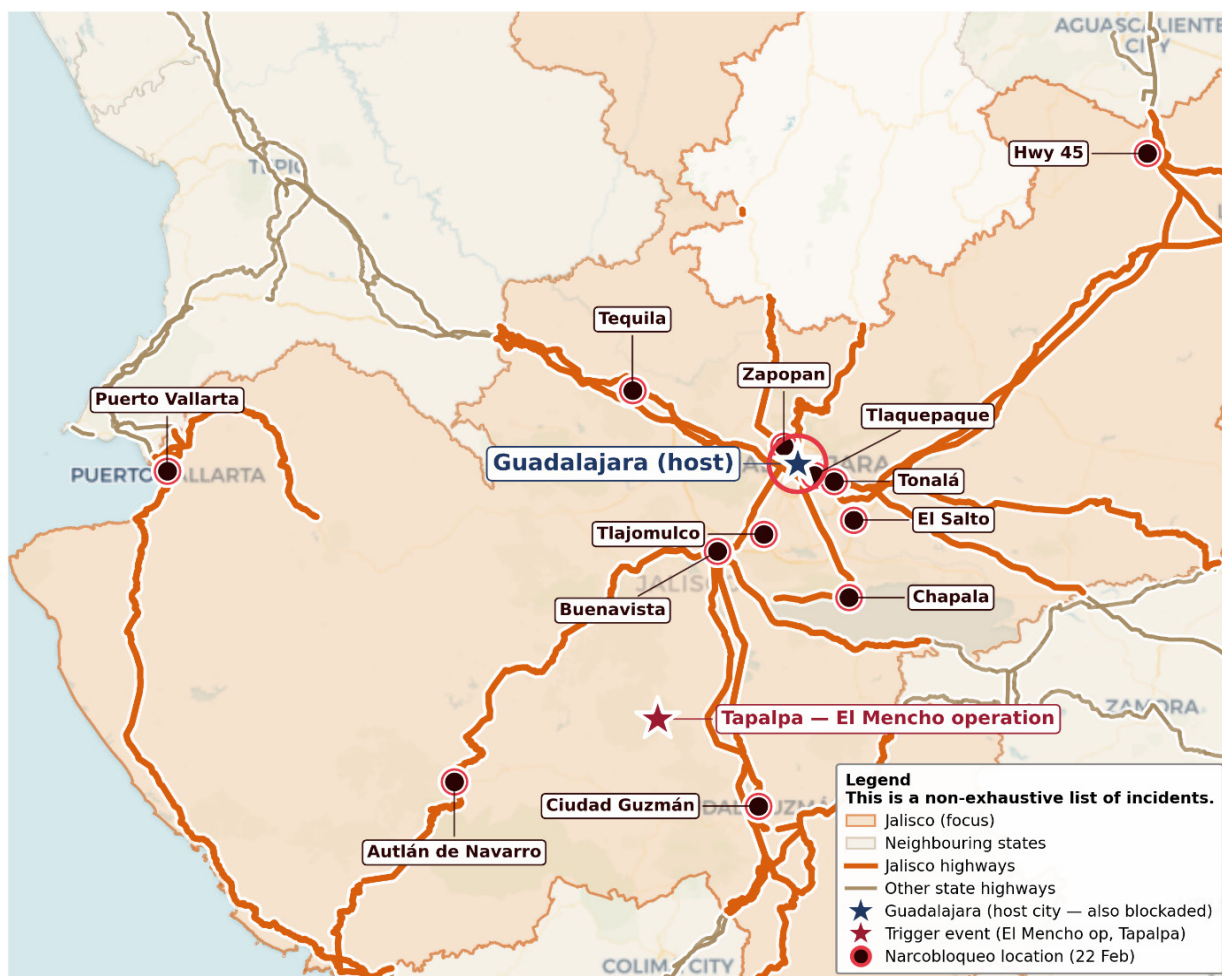 AGUASCALIENTE
CITY
Hwy 45
TEPIC
Tequila
Zapopan
Puerto Vallarta
Tlaquepaque
Guadalajara (host)
PUERTO VALLARTA
Tonalá
El Salto
Tlajomulco
JALISCO
Chapala
Buenavista
ZAMORA
Tapalpa — El Mencho operation
Ciudad Guzmán
Autlán de Navarro
COLIMA CITY
Legend
This is a non-exhaustive list of incidents.
Jalisco (focus)
Neighbouring states
Jalisco highways
Other state highways
Guadalajara (host city — also blockaded)
Trigger event (El Mencho op, Tapalpa)
Narcobloqueo location (22 Feb)